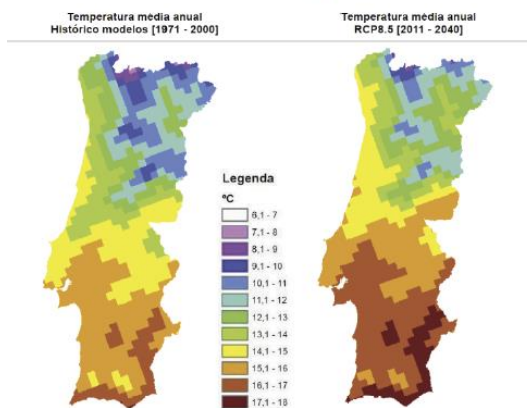 Temperatura média anual
Histórico modelos [1971 - 2000]
Temperatura média anual
RCP8.5 [2011 - 2040]
Legenda
ºC
6,1 - 7
7,1 - 8
8,1 - 9
9,1 - 10
10,1 - 11
11,1 - 12
12,1 - 13
13,1 - 14
14,1 - 15
15,1 - 16
16,1 - 17
17,1 - 18